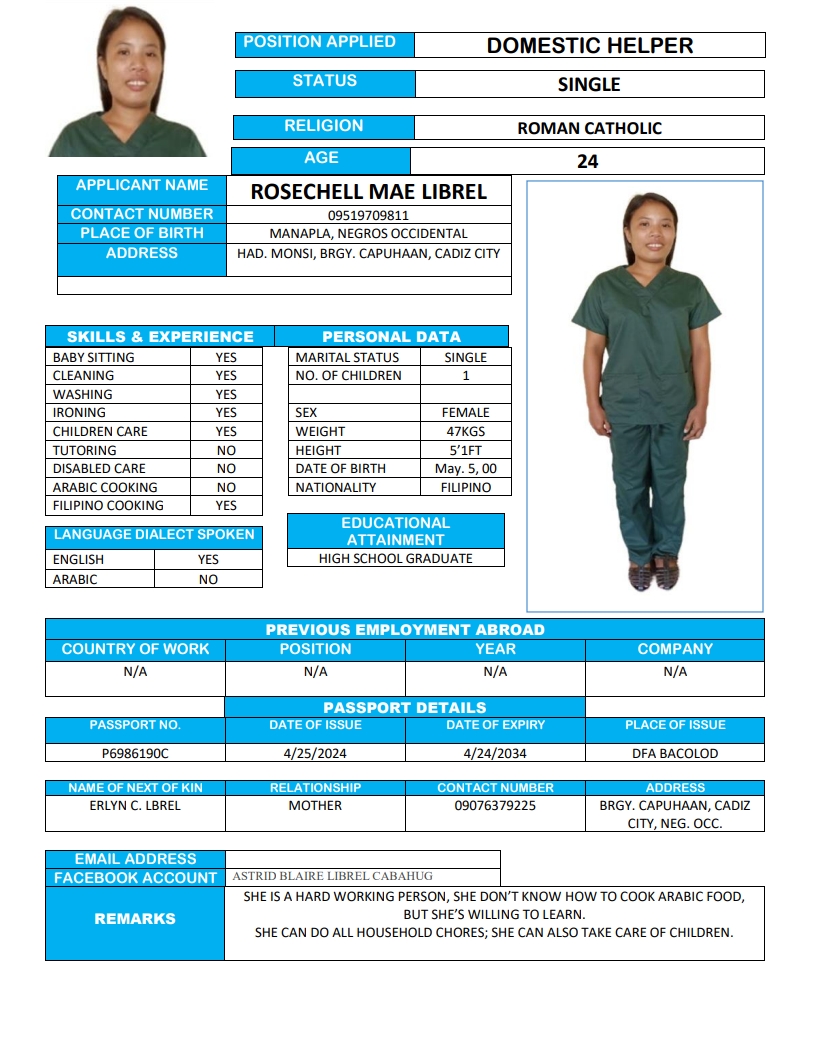 POSITION APPLIED DOMESTIC HELPER
STATUS SINGLE
RELIGION ROMAN CATHOLIC
AGE 24
APPLICANT NAME ROSECHELL MAE LIBREL
CONTACT NUMBER 09519709811
PLACE OF BIRTH MANAPLA, NEGROS OCCIDENTAL
ADDRESS HAD. MONSI, BRGY. CAPUHAAN, CADIZ CITY
SKILLS & EXPERIENCE
BABY SITTING YES
CLEANING YES
WASHING YES
IRONING YES
CHILDREN CARE YES
TUTORING NO
DISABLED CARE NO
ARABIC COOKING NO
FILIPINO COOKING YES
LANGUAGE DIALECT SPOKEN
ENGLISH YES
ARABIC NO
PERSONAL DATA
MARITAL STATUS SINGLE
NO. OF CHILDREN 1
SEX FEMALE
WEIGHT 47KGS
HEIGHT 5’1FT
DATE OF BIRTH May. 5, 00
NATIONALITY FILIPINO
EDUCATIONAL
ATTAINMENT
HIGH SCHOOL GRADUATE
PREVIOUS EMPLOYMENT ABROAD
COUNTRY OF WORK POSITION YEAR COMPANY
N/A N/A N/A N/A
PASSPORT DETAILS
PASSPORT NO. DATE OF ISSUE DATE OF EXPIRY PLACE OF ISSUE
P6986190C 4/25/2024 4/24/2034 DFA BACOLOD
NAME OF NEXT OF KIN RELATIONSHIP CONTACT NUMBER ADDRESS
ERLYN C. LBREL MOTHER 09076379225 BRGY. CAPUHAAN, CADIZ
CITY, NEG. OCC.
EMAIL ADDRESS
FACEBOOK ACCOUNT ASTRID BLAIRE LIBREL CABAHUG
REMARKS
SHE IS A HARD WORKING PERSON, SHE DON’T KNOW HOW TO COOK ARABIC FOOD,
BUT SHE’S WILLING TO LEARN.
SHE CAN DO ALL HOUSEHOLD CHORES; SHE CAN ALSO TAKE CARE OF CHILDREN.